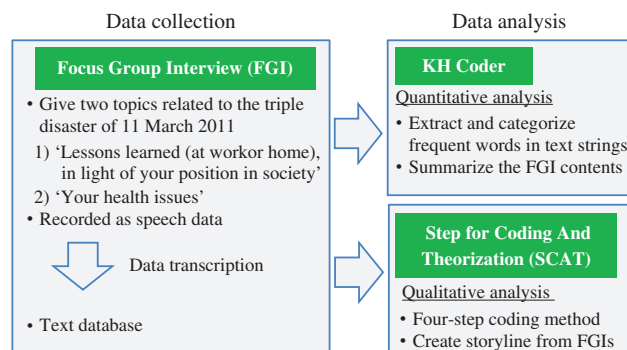 Data collection
Focus Group Interview (FGI)
• Give two topics related to the triple
disaster of 11 March 2011
1) ‘Lessons learned (at workor home),
in light of your position in society’
2) ‘Your health issues’
• Recorded as speech data
Data transcription
• Text database
Data analysis
KH Coder
Quantitative analysis
• Extract and categorize
frequent words in text strings
• Summarize the FGI contents
Step for Coding And
Theorization (SCAT)
Qualitative analysis
• Four-step coding method
• Create storyline from FGIs